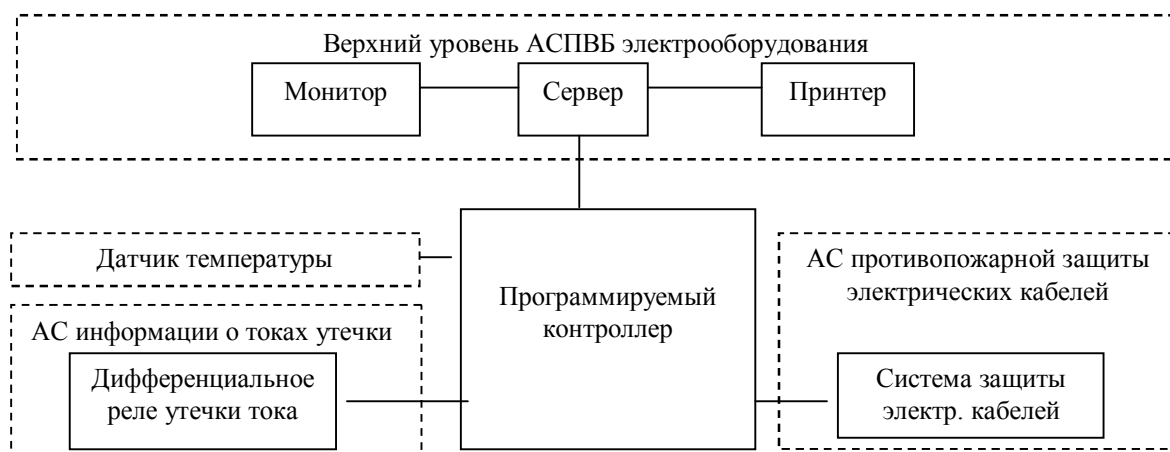 Верхний уровень АСПВБ электрооборудования
Монитор
Сервер
Принтер
Датчик температуры
АС информации о токах утечки
Дифференциальное
реле утечки тока
Программируемый
контроллер
АС противопожарной защиты
электрических кабелей
Система защиты
электр. кабелей